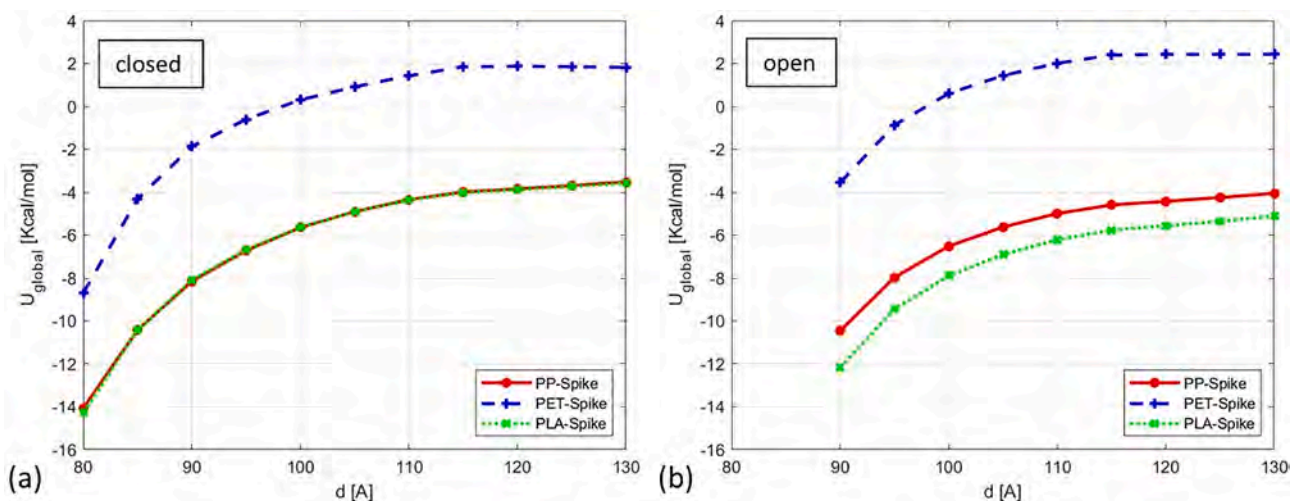 closed
4
2
0
-2
-4
-6
-8
-10
-12
-14
-16
U_global [Kcal/mol]
PP-Spike
PET-Spike
PLA-Spike
80 90 100 110 120 130
d [A]
(a)
open
4
2
0
-2
-4
-6
-8
-10
-12
-14
-16
U_global [Kcal/mol]
PP-Spike
PET-Spike
PLA-Spike
80 90 100 110 120 130
d [A]
(b)